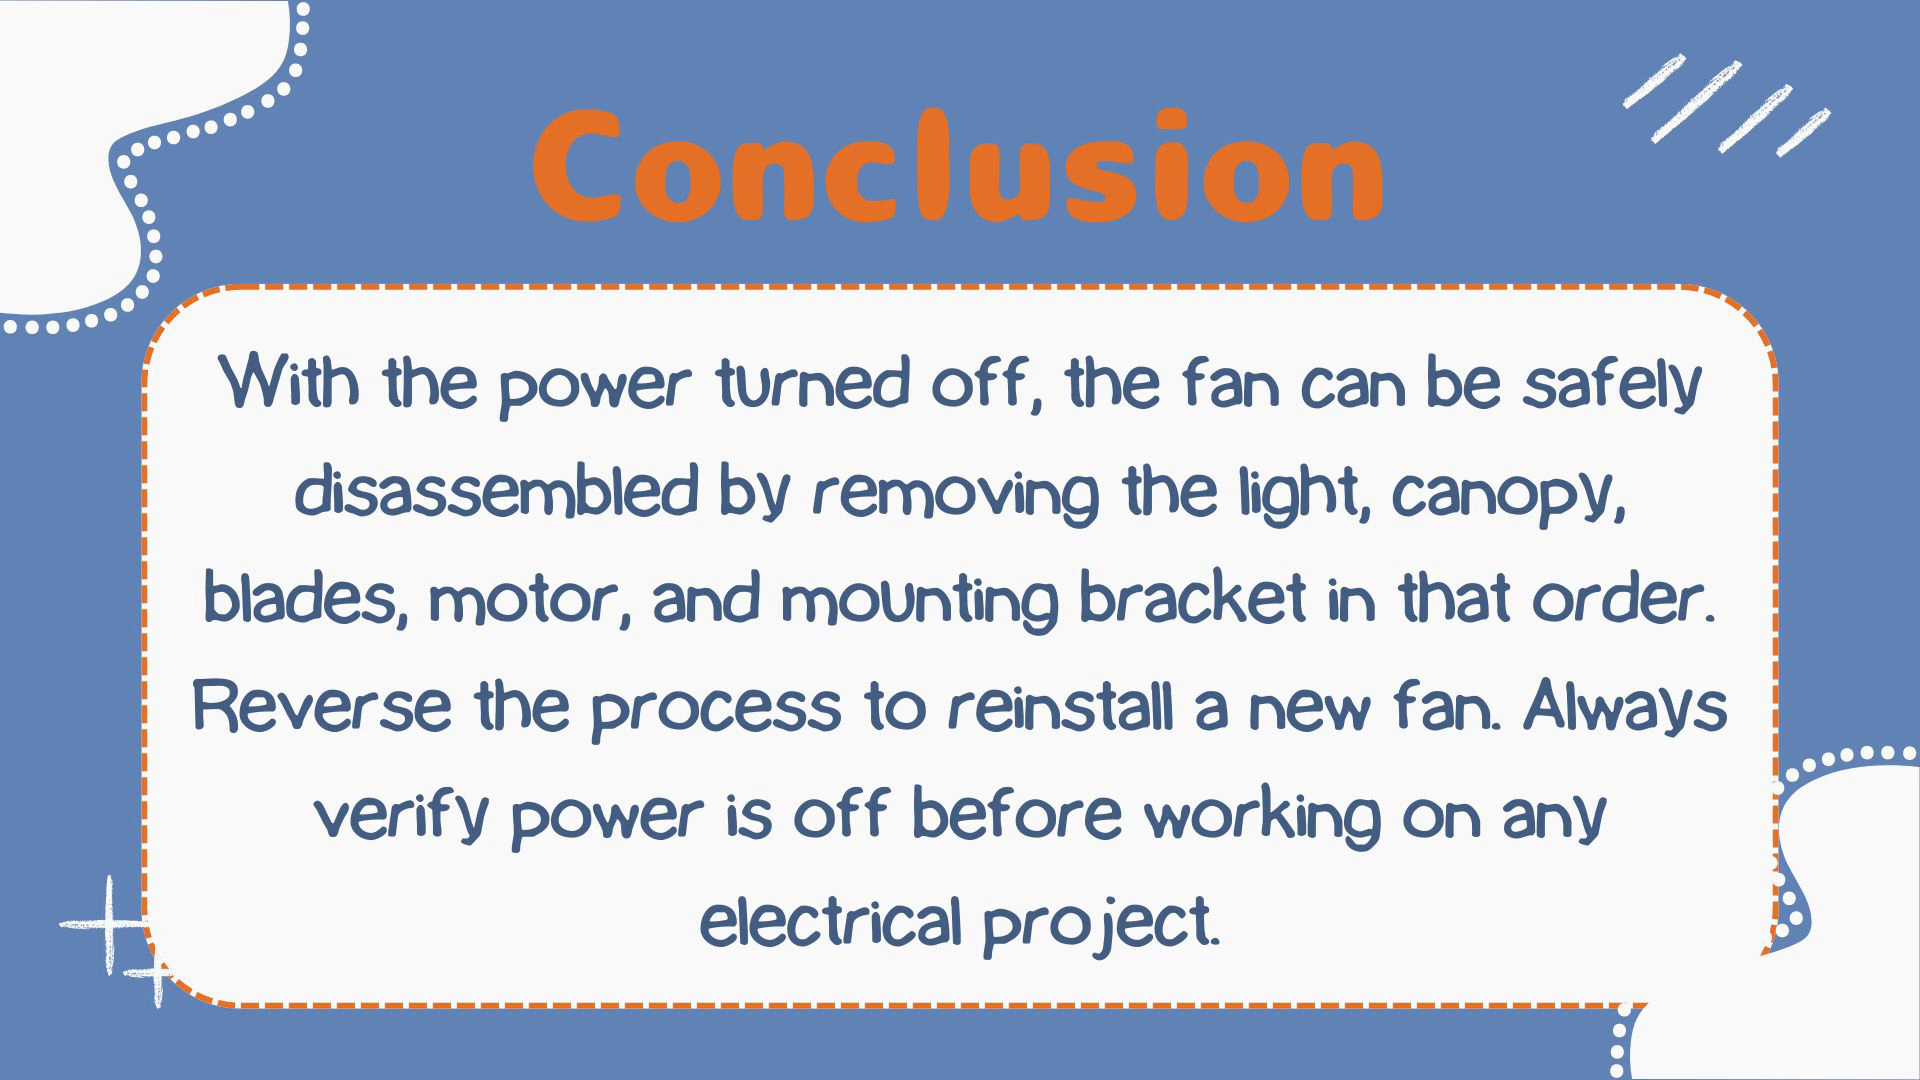 Conclusion
With the power turned off, the fan can be safely
disassembled by removing the light, canopy,
blades, motor, and mounting bracket in that order.
Reverse the process to reinstall a new fan. Always
verify power is off before working on any
electrical project.